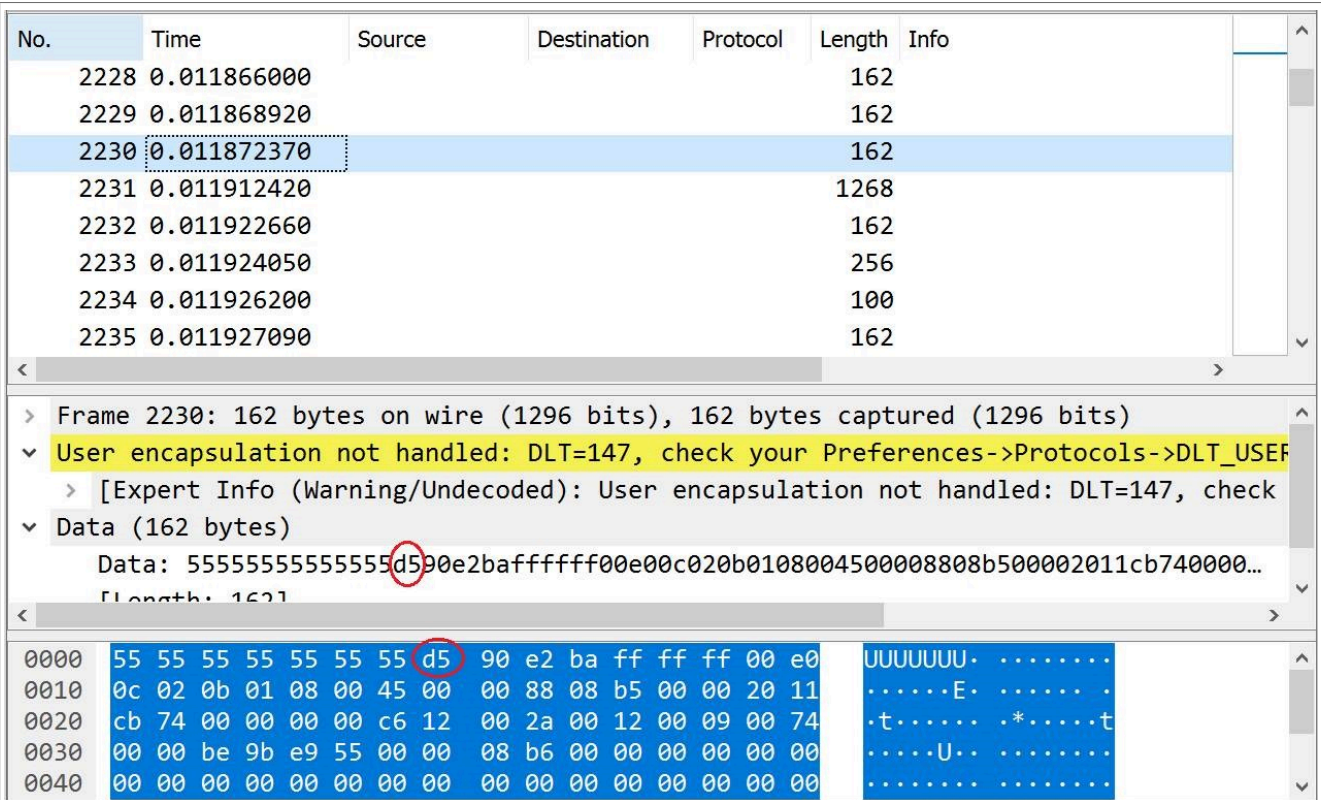 No. Time Source Destination Protocol Length Info
2228 0.011866000 162
2229 0.011868920 162
2230 0.011872370 162
2231 0.011912420 1268
2232 0.011922660 162
2233 0.011924050 256
2234 0.011926200 100
2235 0.011927090 162
Frame 2230: 162 bytes on wire (1296 bits), 162 bytes captured (1296 bits)
User encapsulation not handled: DLT=147, check your Preferences->Protocols->DLT_USER
[Expert Info (Warning/Undecoded): User encapsulation not handled: DLT=147, check
Data (162 bytes)
Data: 55555555555555d590e2baffffff00e00c020b0108004500008808b500002011cb740000…
[Length: 162]
0000 55 55 55 55 55 55 55 d5 90 e2 ba ff ff ff 00 e0 UUUUUUU· ········
0010 0c 02 0b 01 08 00 45 00 00 88 08 b5 00 00 20 11 ······E· ······ ·
0020 cb 74 00 00 00 00 c6 12 00 2a 00 12 00 09 00 74 ·t······ ·*·····t
0030 00 00 be 9b e9 55 00 00 08 b6 00 00 00 00 00 00 ·····U·· ········
0040 00 00 00 00 00 00 00 00 00 00 00 00 00 00 00 00 ········ ········